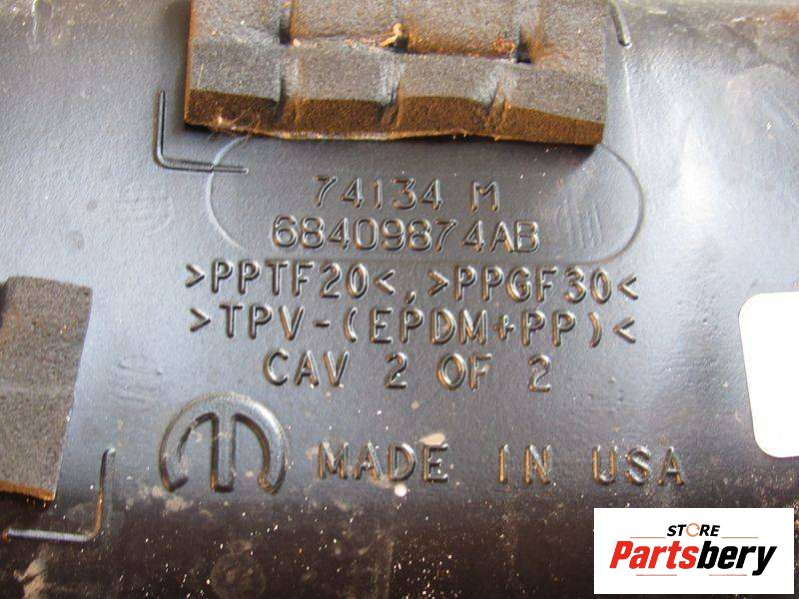 74134 M
68409874AB
>PPTF20<, >PPGF30<
>TPV-(EPDM+PP)<
CAV 2 OF 2
MADE IN USA
STORE
Partsbery